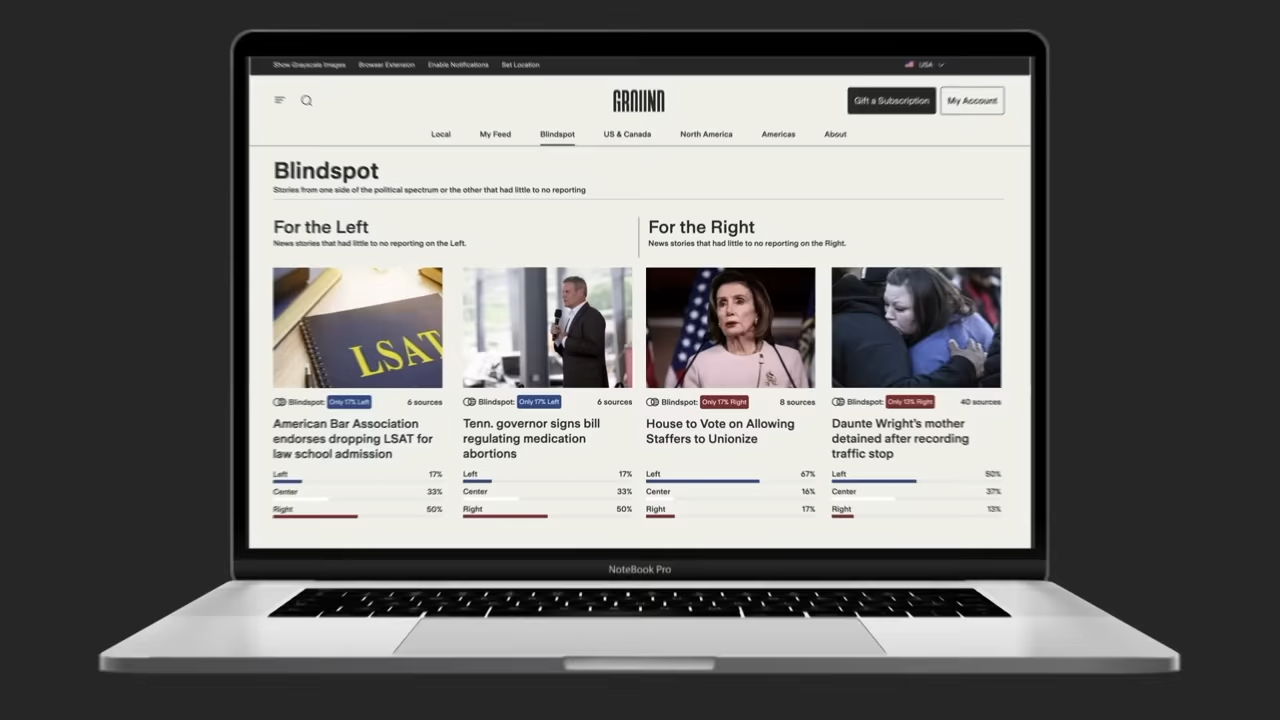 Show Grayscale Images Browser Extension Enable Notifications Set Location USA
GROUND Gift a Subscription My Account
Local My Feed Blindspot US & Canada North America Americas About
Blindspot
Stories from one side of the political spectrum or the other that had little to no reporting
For the Left
News stories that had little to no reporting on the Left.
For the Right
News stories that had little to no reporting on the Right.
LSAT
Blindspot: Only 17% Left 6 sources
American Bar Association
endorses dropping LSAT for
law school admission
Left 17%
Center 33%
Right 50%
Blindspot: Only 17% Left 6 sources
Tenn. governor signs bill
regulating medication
abortions
Left 17%
Center 33%
Right 50%
Blindspot: Only 17% Right 8 sources
House to Vote on Allowing
Staffers to Unionize
Left 67%
Center 16%
Right 17%
Blindspot: Only 13% Right 40 sources
Daunte Wright's mother
detained after recording
traffic stop
Left 50%
Center 37%
Right 13%
NoteBook Pro